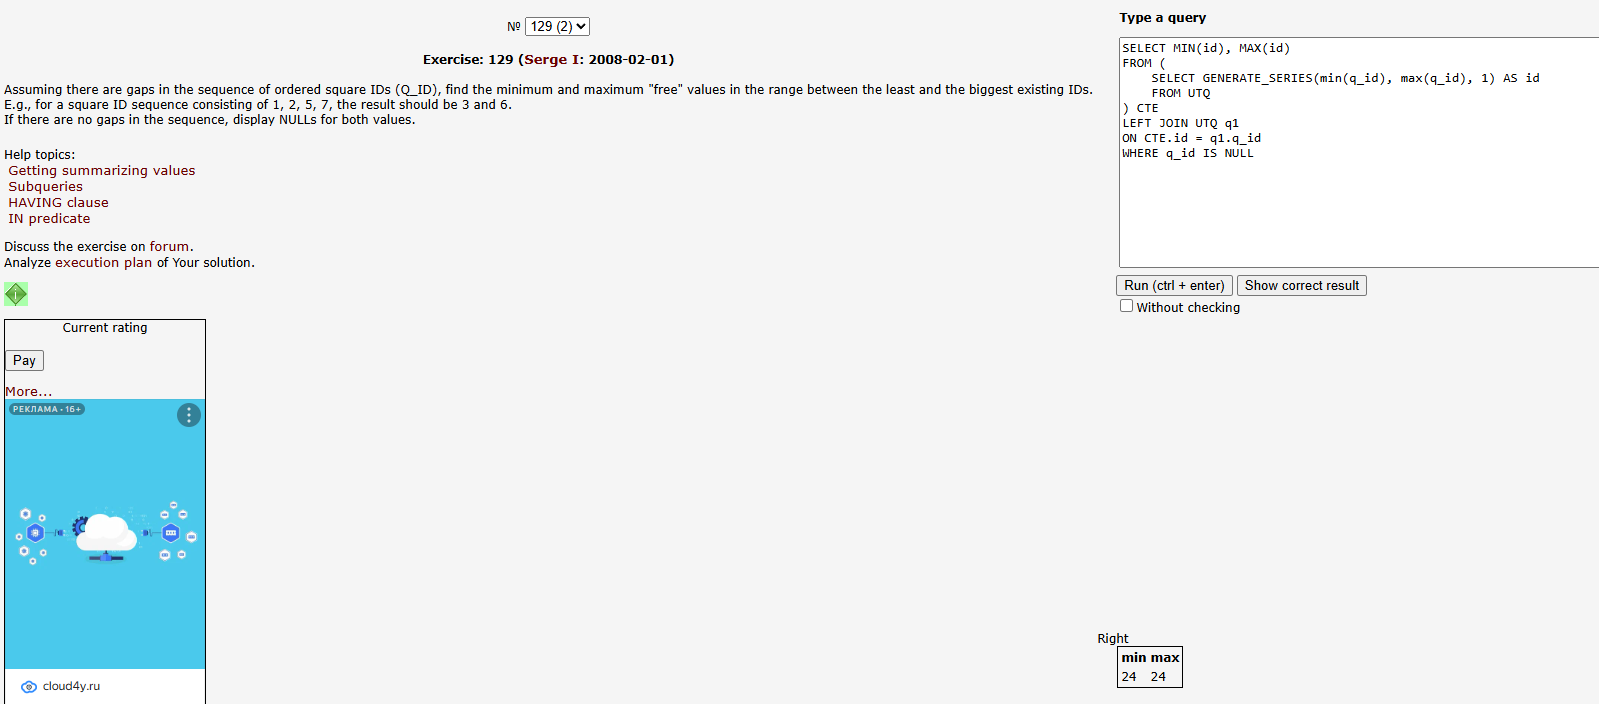 № 129 (2)
Exercise: 129 (Serge I: 2008-02-01)
Assuming there are gaps in the sequence of ordered square IDs (Q_ID), find the minimum and maximum "free" values in the range between the least and the biggest existing IDs.
E.g., for a square ID sequence consisting of 1, 2, 5, 7, the result should be 3 and 6.
If there are no gaps in the sequence, display NULLs for both values.
Help topics:
Getting summarizing values
Subqueries
HAVING clause
IN predicate
Discuss the exercise on forum.
Analyze execution plan of Your solution.
Current rating
Pay
More...
РЕКЛАМА • 16+
cloud4y.ru
Type a query
SELECT MIN(id), MAX(id)
FROM (
    SELECT GENERATE_SERIES(min(q_id), max(q_id), 1) AS id
    FROM UTQ
) CTE
LEFT JOIN UTQ q1
ON CTE.id = q1.q_id
WHERE q_id IS NULL
Run (ctrl + enter) Show correct result
Without checking
Right
min max
24 24